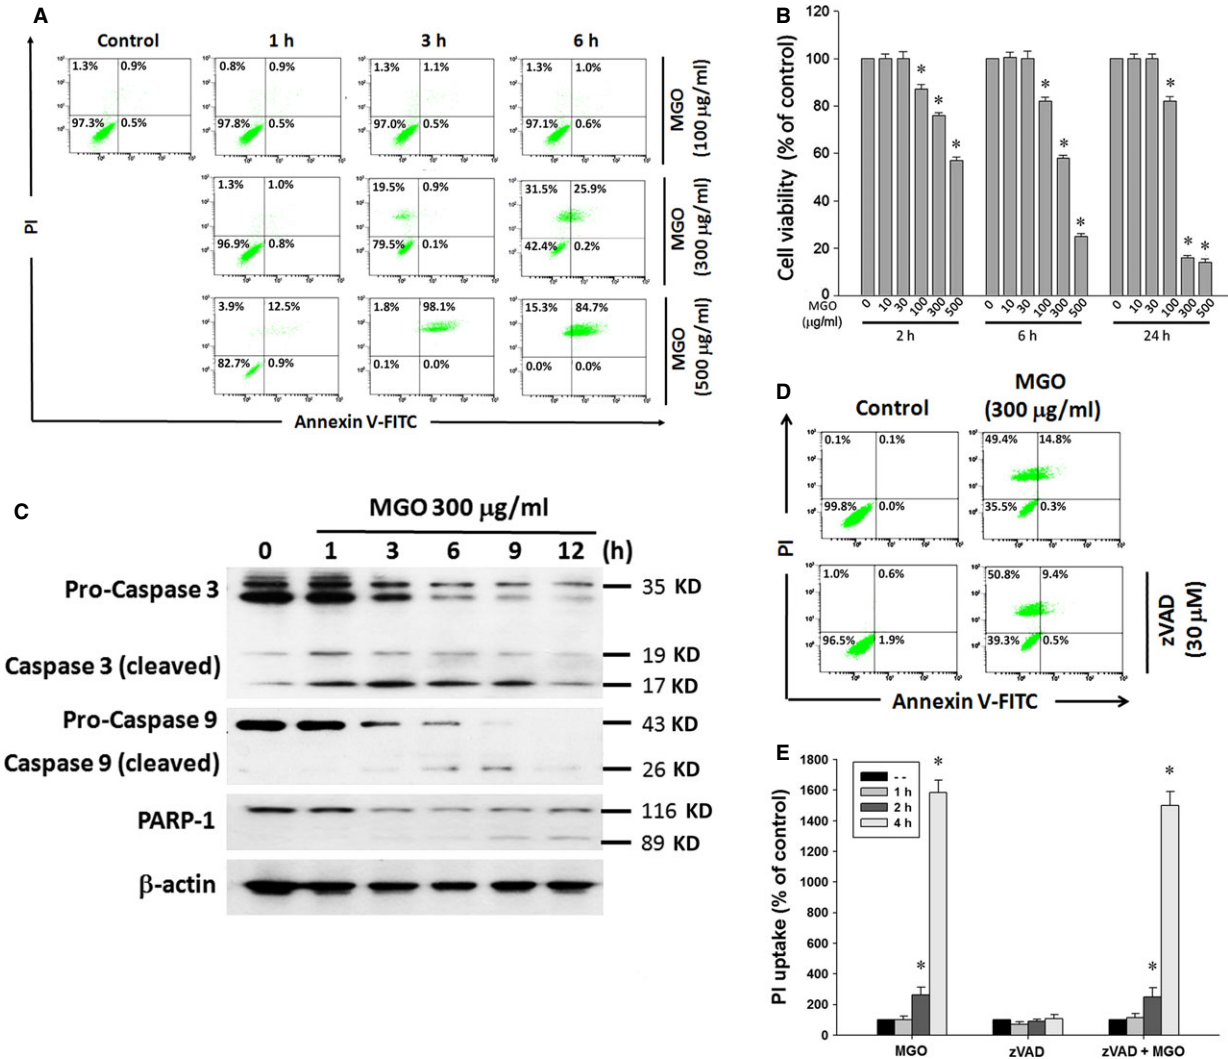 A
Control 1 h 3 h 6 h
1.3% 0.9% 0.8% 0.9% 1.3% 1.1% 1.3% 1.0%
97.3% 0.5% 97.8% 0.5% 97.0% 0.5% 97.1% 0.6%
MGO
(100 μg/ml)
1.3% 1.0% 19.5% 0.9% 31.5% 25.9%
96.9% 0.8% 79.5% 0.1% 42.4% 0.2%
MGO
(300 μg/ml)
3.9% 12.5% 1.8% 98.1% 15.3% 84.7%
82.7% 0.9% 0.1% 0.0% 0.0% 0.0%
MGO
(500 μg/ml)
PI
Annexin V-FITC
B
Cell viability (% of control)
120
100
80
60
40
20
0
* * * * * * * * *
MGO 0 10 30 100 300 500 0 10 30 100 300 500 0 10 30 100 300 500
(μg/ml)
2 h 6 h 24 h
C
MGO 300 μg/ml
0 1 3 6 9 12 (h)
Pro-Caspase 3
35 KD
Caspase 3 (cleaved)
19 KD
17 KD
Pro-Caspase 9
43 KD
Caspase 9 (cleaved)
26 KD
PARP-1
116 KD
89 KD
β-actin
D
Control
MGO
(300 μg/ml)
0.1% 0.1% 49.4% 14.8%
99.8% 0.0% 35.5% 0.3%
1.0% 0.6% 50.8% 9.4%
96.5% 1.9% 39.3% 0.5%
zVAD
(30 μM)
PI
Annexin V-FITC
E
PI uptake (% of control)
1800
1600
1400
1200
1000
800
600
400
200
0
- -
1 h
2 h
4 h
* * * *
MGO zVAD zVAD + MGO